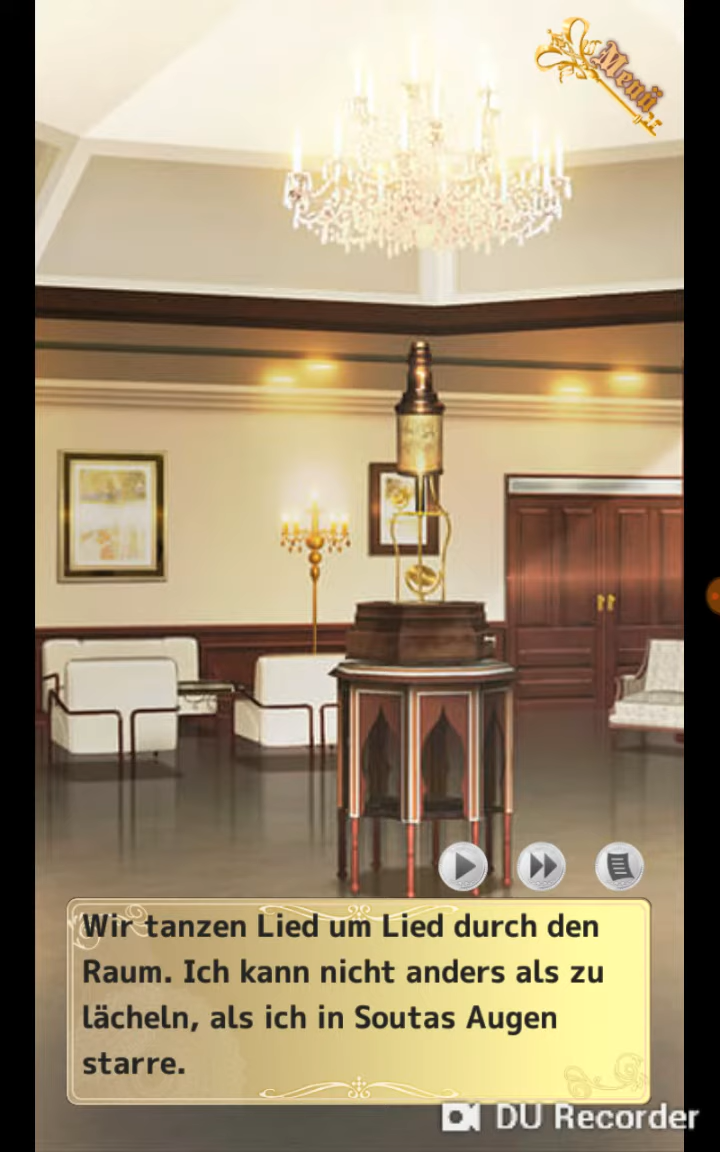 Menü
Wir tanzen Lied um Lied durch den
Raum. Ich kann nicht anders als zu
lächeln, als ich in Soutas Augen
starre.
DU Recorder